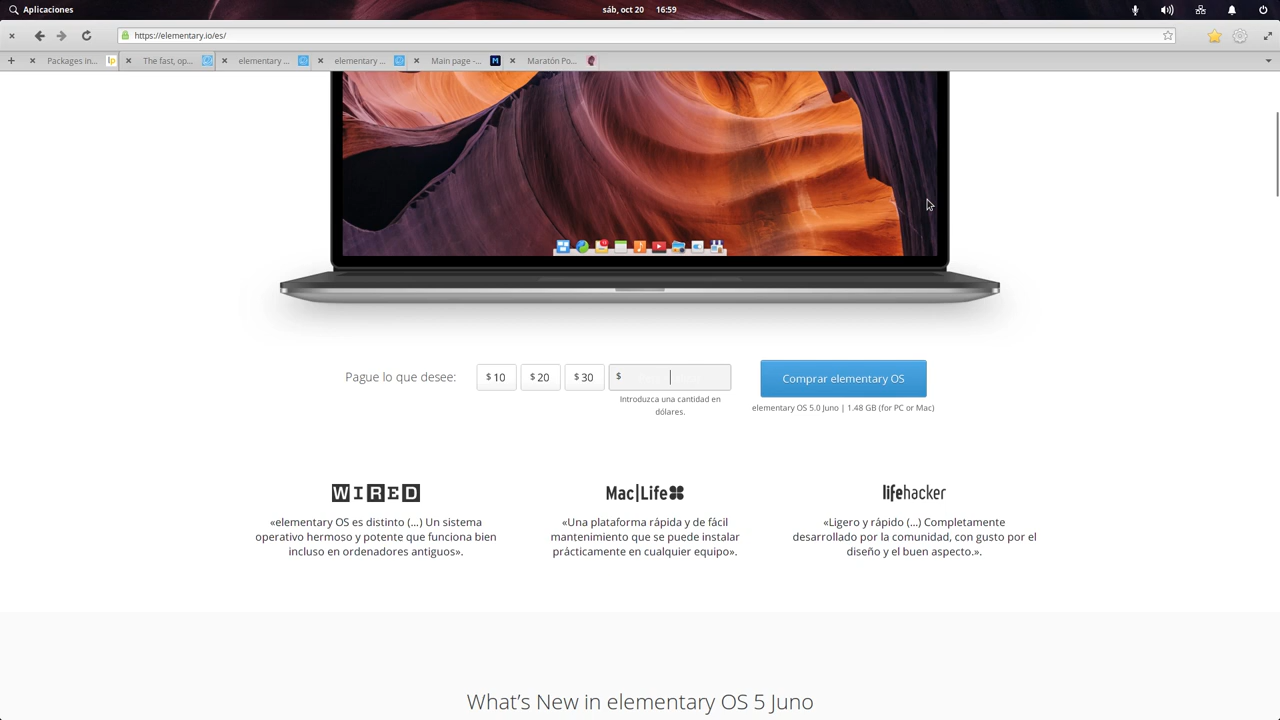 Aplicaciones
sáb, oct 20 16:59
https://elementary.io/es/
Packages in...
The fast, op...
elementary ...
elementary ...
Main page -...
Maratón Po...
Pague lo que desee:
$ 10
$ 20
$ 30
$
Comprar elementary OS
Introduzca una cantidad en
dólares.
elementary OS 5.0 Juno | 1.48 GB (for PC or Mac)
WIRED
«elementary OS es distinto (...) Un sistema
operativo hermoso y potente que funciona bien
incluso en ordenadores antiguos».
Mac|Life
«Una plataforma rápida y de fácil
mantenimiento que se puede instalar
prácticamente en cualquier equipo».
lifehacker
«Ligero y rápido (...) Completamente
desarrollado por la comunidad, con gusto por el
diseño y el buen aspecto.».
What's New in elementary OS 5 Juno